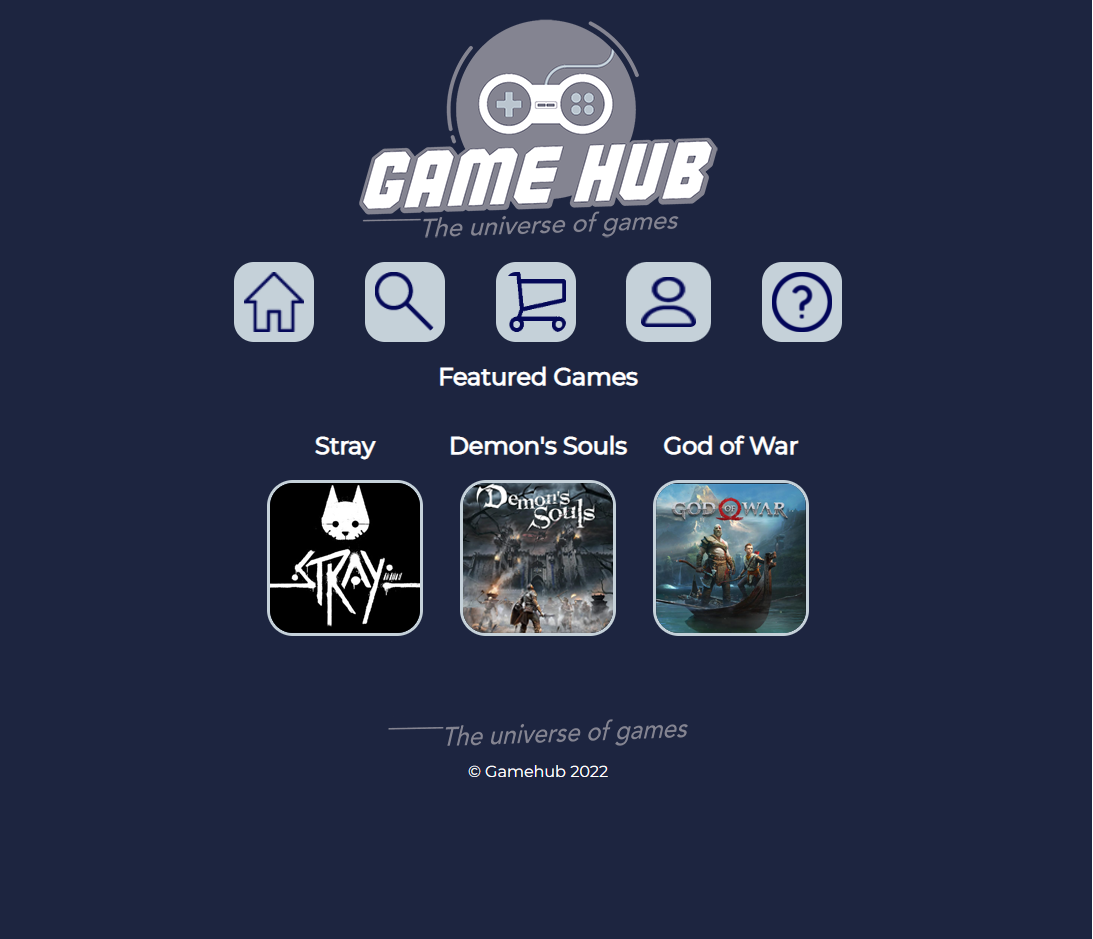 GAME HUB
The universe of games
?
Featured Games
Stray
Demon's Souls
God of War
STRAY
Demon's
Souls
GOD OF WAR
The universe of games
© Gamehub 2022